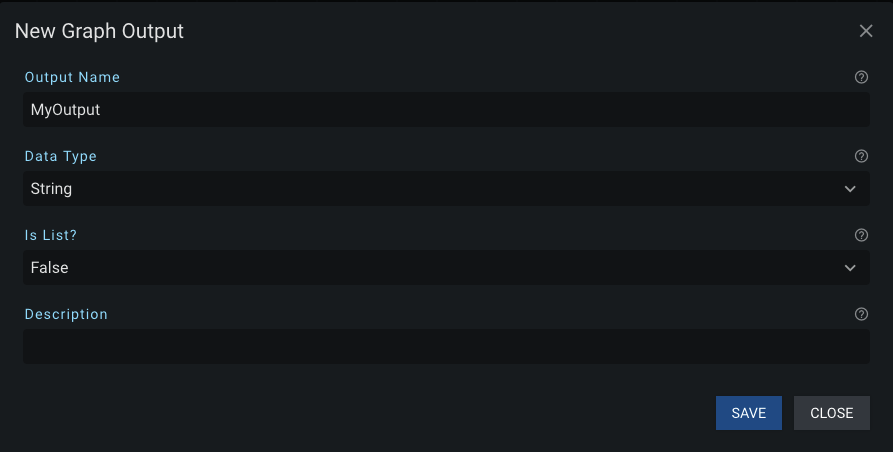 New Graph Output
Output Name
MyOutput
Data Type
String
Is List?
False
Description
SAVE CLOSE